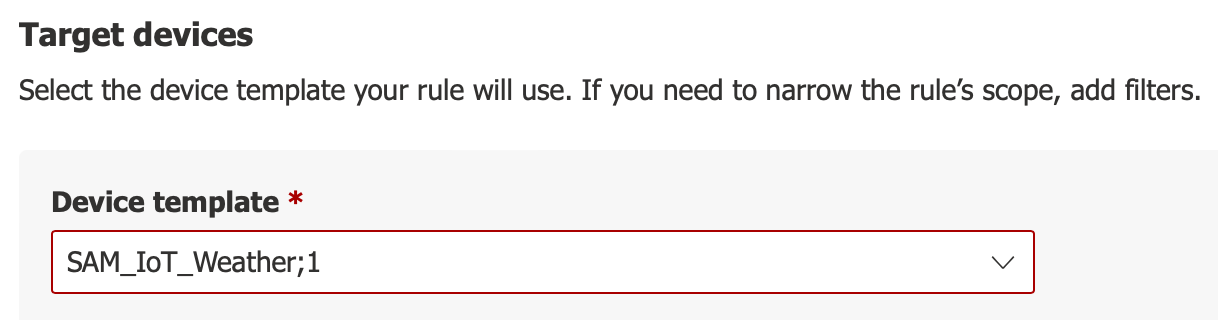 Target devices
Select the device template your rule will use. If you need to narrow the rule’s scope, add filters.
Device template *
SAM_IoT_Weather;1